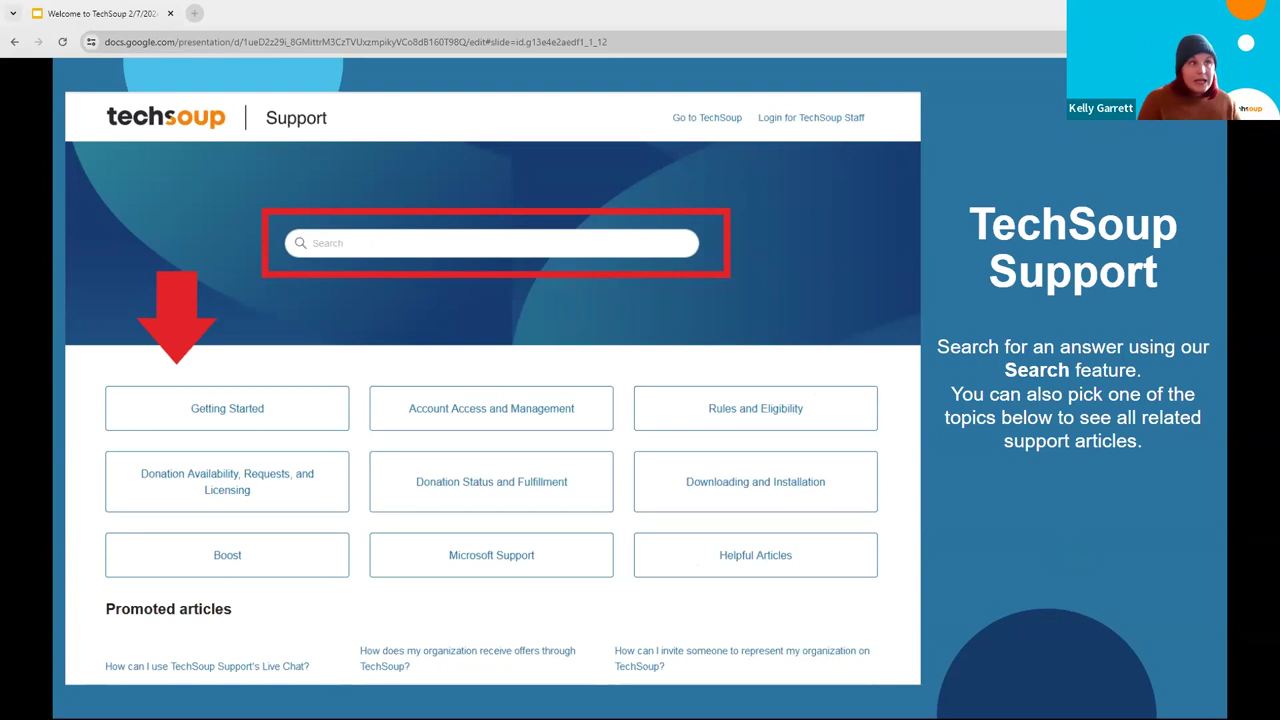 Welcome to TechSoup 2/7/202
docs.google.com/presentation/d/1ueD2z29i_8GMittrM3CzTVUxzmpikyVCo8dB160T98Q/edit#slide=id.g13e4e2aedf1_1_12
Kelly Garrett
techsoup
Support
Go to TechSoup
Login for TechSoup Staff
Search
Getting Started
Account Access and Management
Rules and Eligibility
Donation Availability, Requests, and
Licensing
Donation Status and Fulfillment
Downloading and Installation
Boost
Microsoft Support
Helpful Articles
Promoted articles
How can I use TechSoup Support's Live Chat?
How does my organization receive offers through
TechSoup?
How can I invite someone to represent my organization on
TechSoup?
TechSoup
Support
Search for an answer using our
Search feature.
You can also pick one of the
topics below to see all related
support articles.